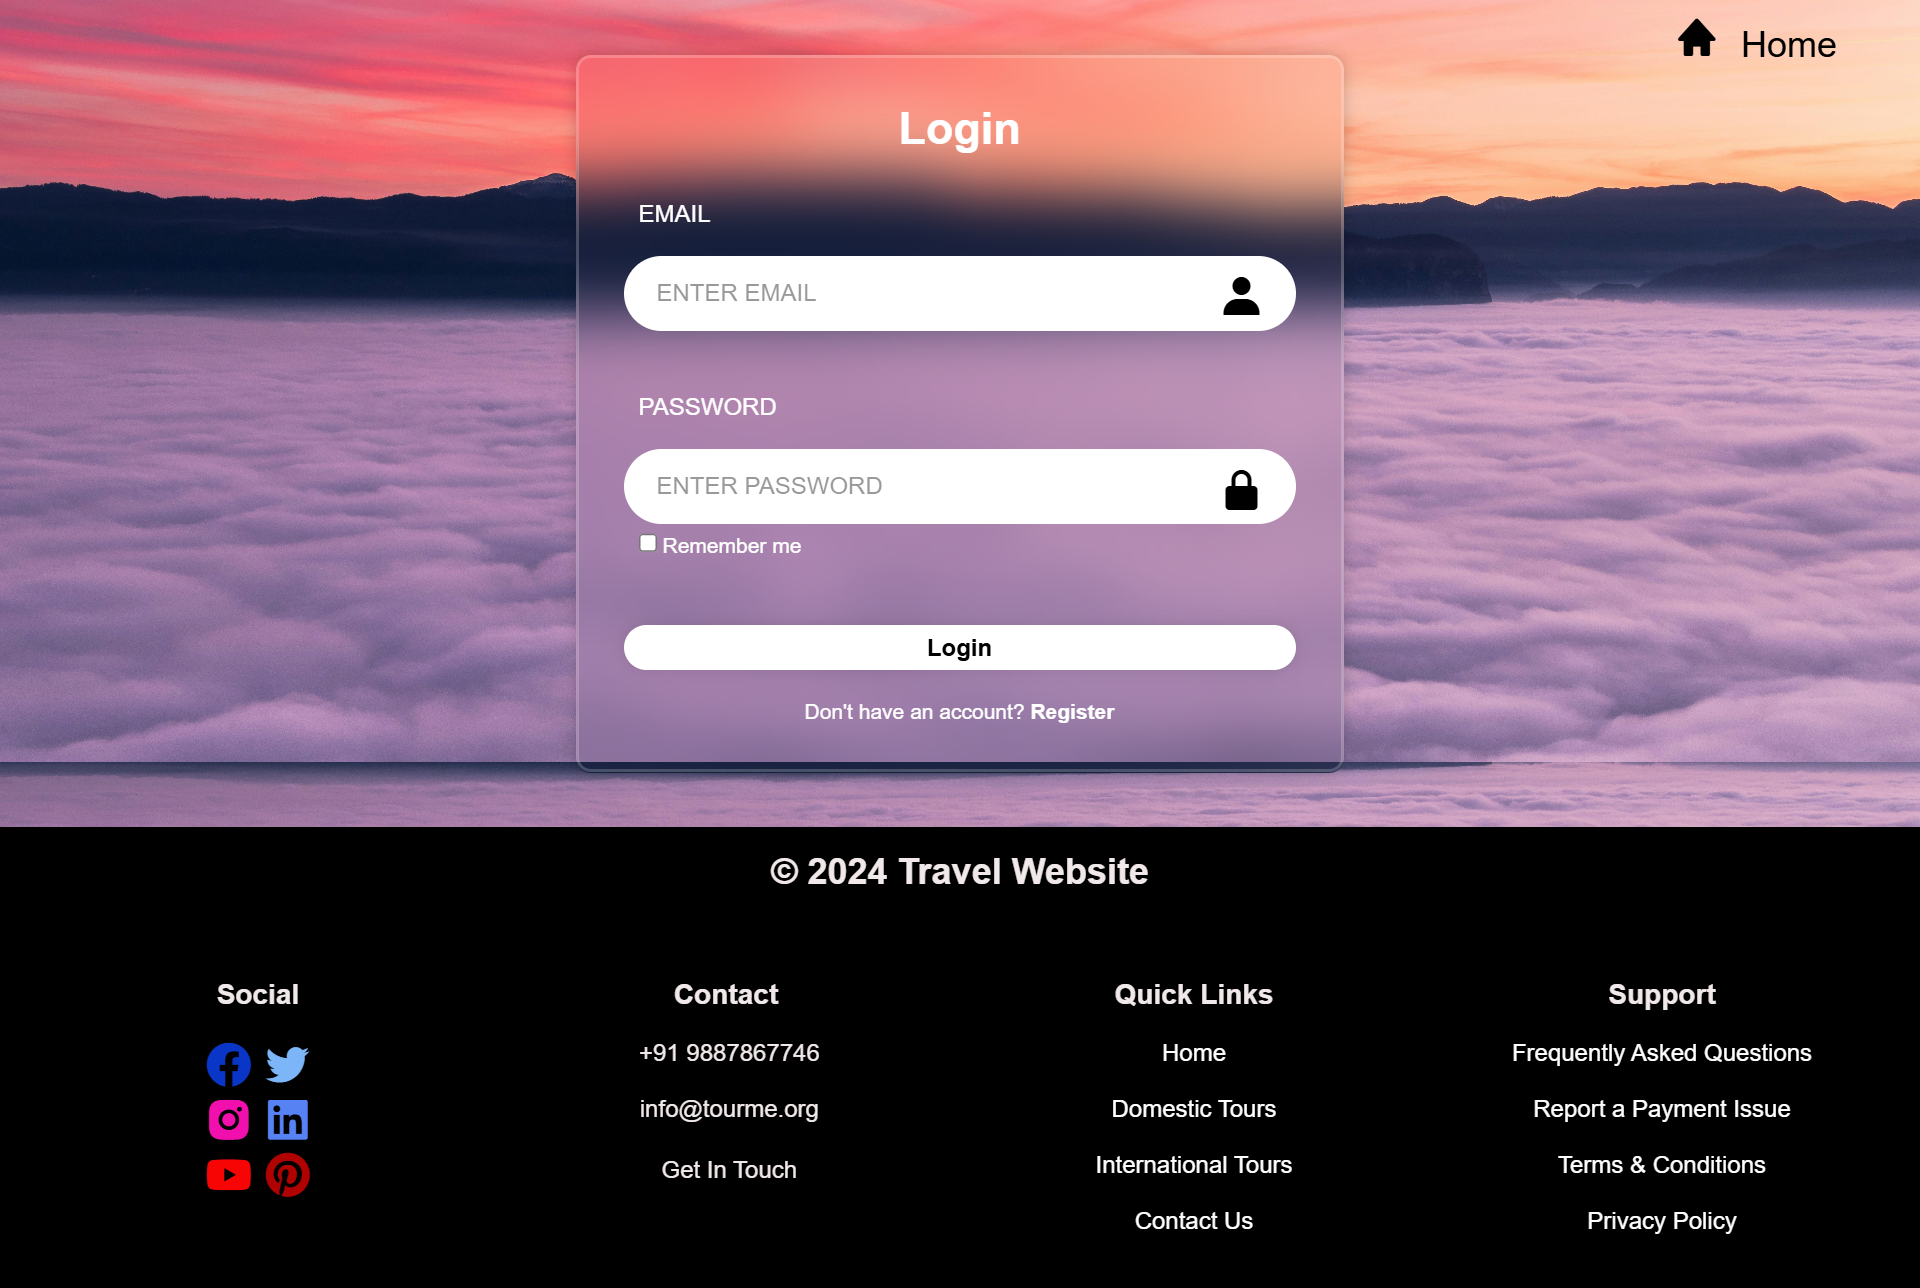 Home
Login
EMAIL
ENTER EMAIL
PASSWORD
ENTER PASSWORD
Remember me
Login
Don't have an account? Register
© 2024 Travel Website
Social
Contact
+91 9887867746
info@tourme.org
Get In Touch
Quick Links
Home
Domestic Tours
International Tours
Contact Us
Support
Frequently Asked Questions
Report a Payment Issue
Terms & Conditions
Privacy Policy